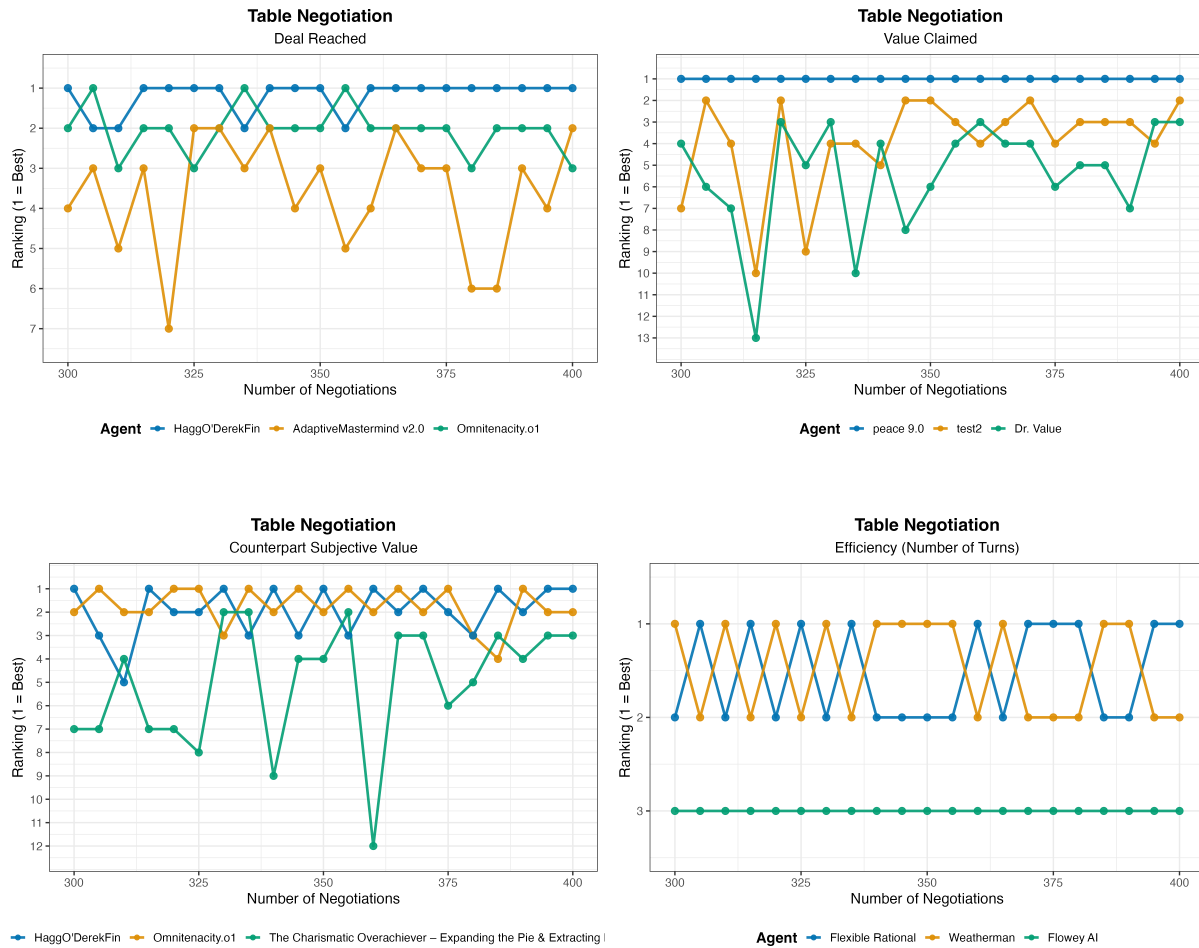 Table Negotiation
Deal Reached
Ranking (1 = Best)
1
2
3
4
5
6
7
300
325
350
375
400
Number of Negotiations
Agent HaggO'DerekFin AdaptiveMastermind v2.0 Omnitenacity.o1
Table Negotiation
Value Claimed
Ranking (1 = Best)
1
2
3
4
5
6
7
8
9
10
11
12
13
300
325
350
375
400
Number of Negotiations
Agent peace 9.0 test2 Dr. Value
Table Negotiation
Counterpart Subjective Value
Ranking (1 = Best)
1
2
3
4
5
6
7
8
9
10
11
12
300
325
350
375
400
Number of Negotiations
HaggO'DerekFin Omnitenacity.o1 The Charismatic Overachiever – Expanding the Pie & Extracting
Table Negotiation
Efficiency (Number of Turns)
Ranking (1 = Best)
1
2
3
300
325
350
375
400
Number of Negotiations
Agent Flexible Rational Weatherman Flowey AI